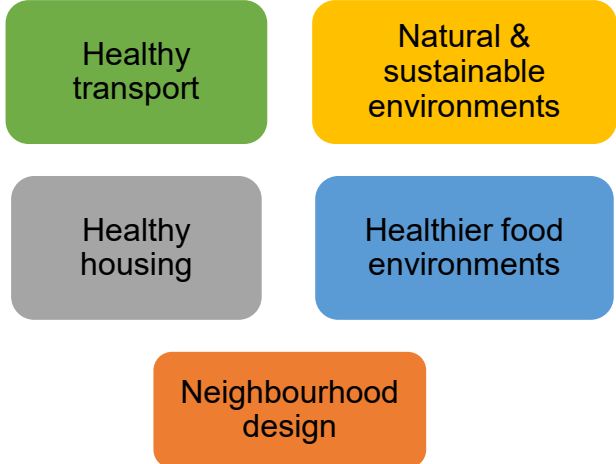 Healthy
transport
Natural &
sustainable
environments
Healthy
housing
Healthier food
environments
Neighbourhood
design